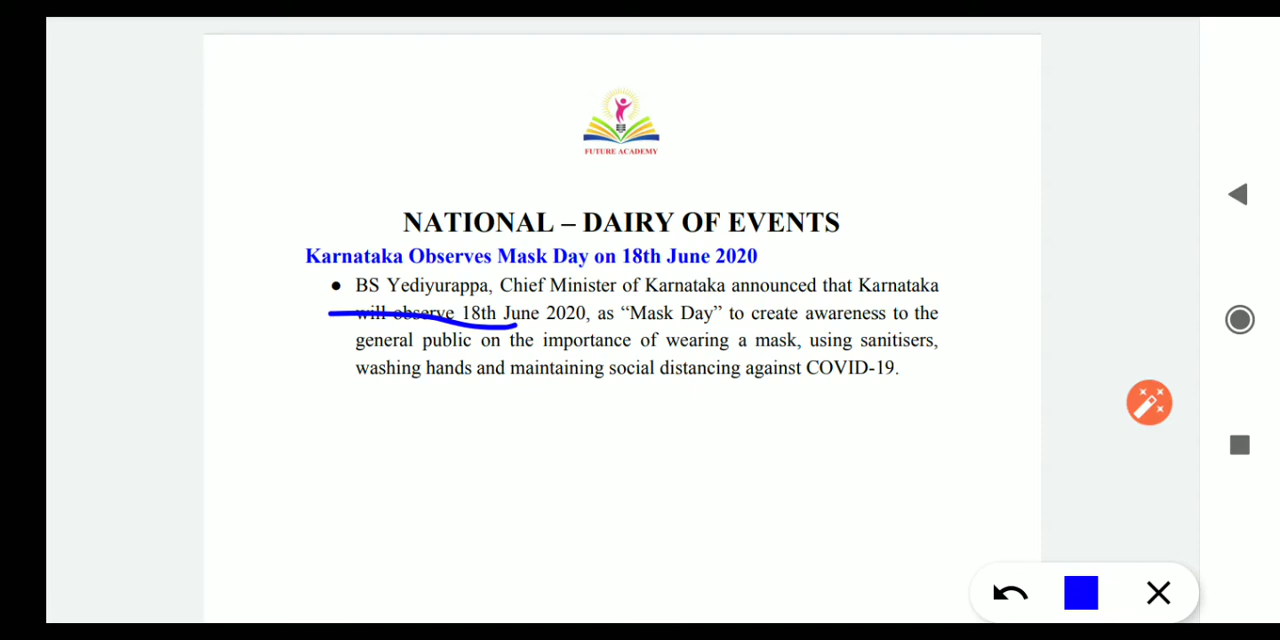 FUTURE ACADEMY
NATIONAL – DAIRY OF EVENTS
Karnataka Observes Mask Day on 18th June 2020
● BS Yediyurappa, Chief Minister of Karnataka announced that Karnataka
will observe 18th June 2020, as “Mask Day” to create awareness to the
general public on the importance of wearing a mask, using sanitisers,
washing hands and maintaining social distancing against COVID-19.